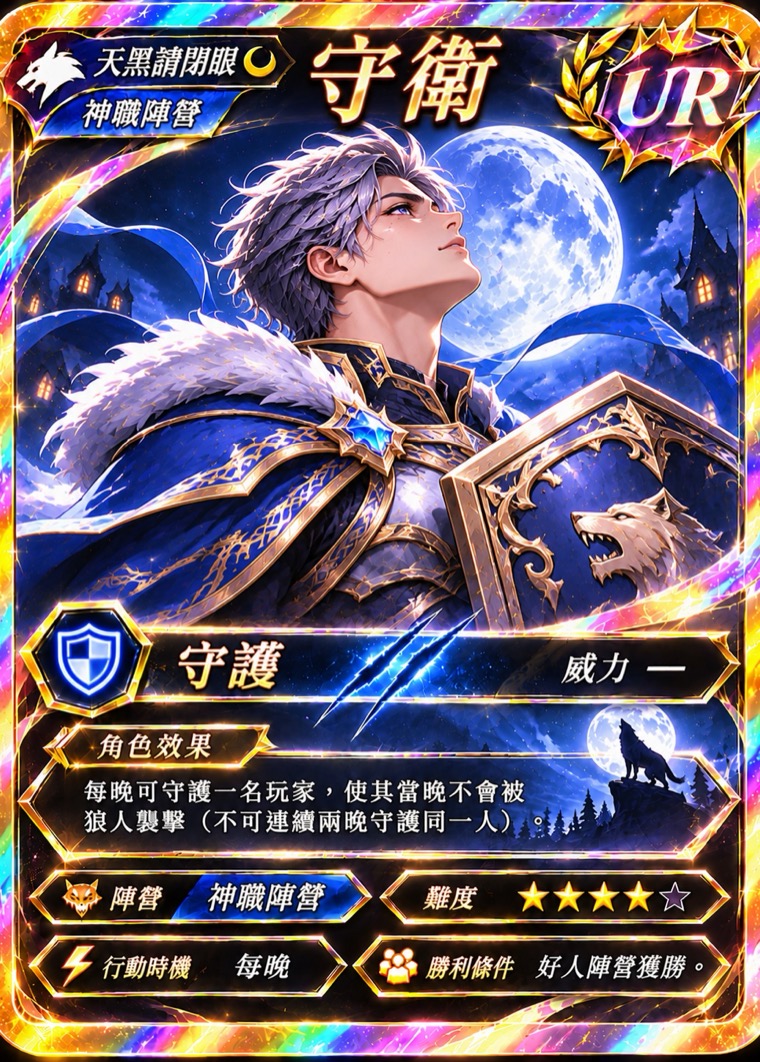 天黑請閉眼
神職陣營
守衛
UR
守護
威力 —
角色效果
每晚可守護一名玩家，使其當晚不會被
狼人襲擊（不可連續兩晚守護同一人）。
陣營 神職陣營
難度 ★★★★☆
行動時機 每晚
勝利條件 好人陣營獲勝。